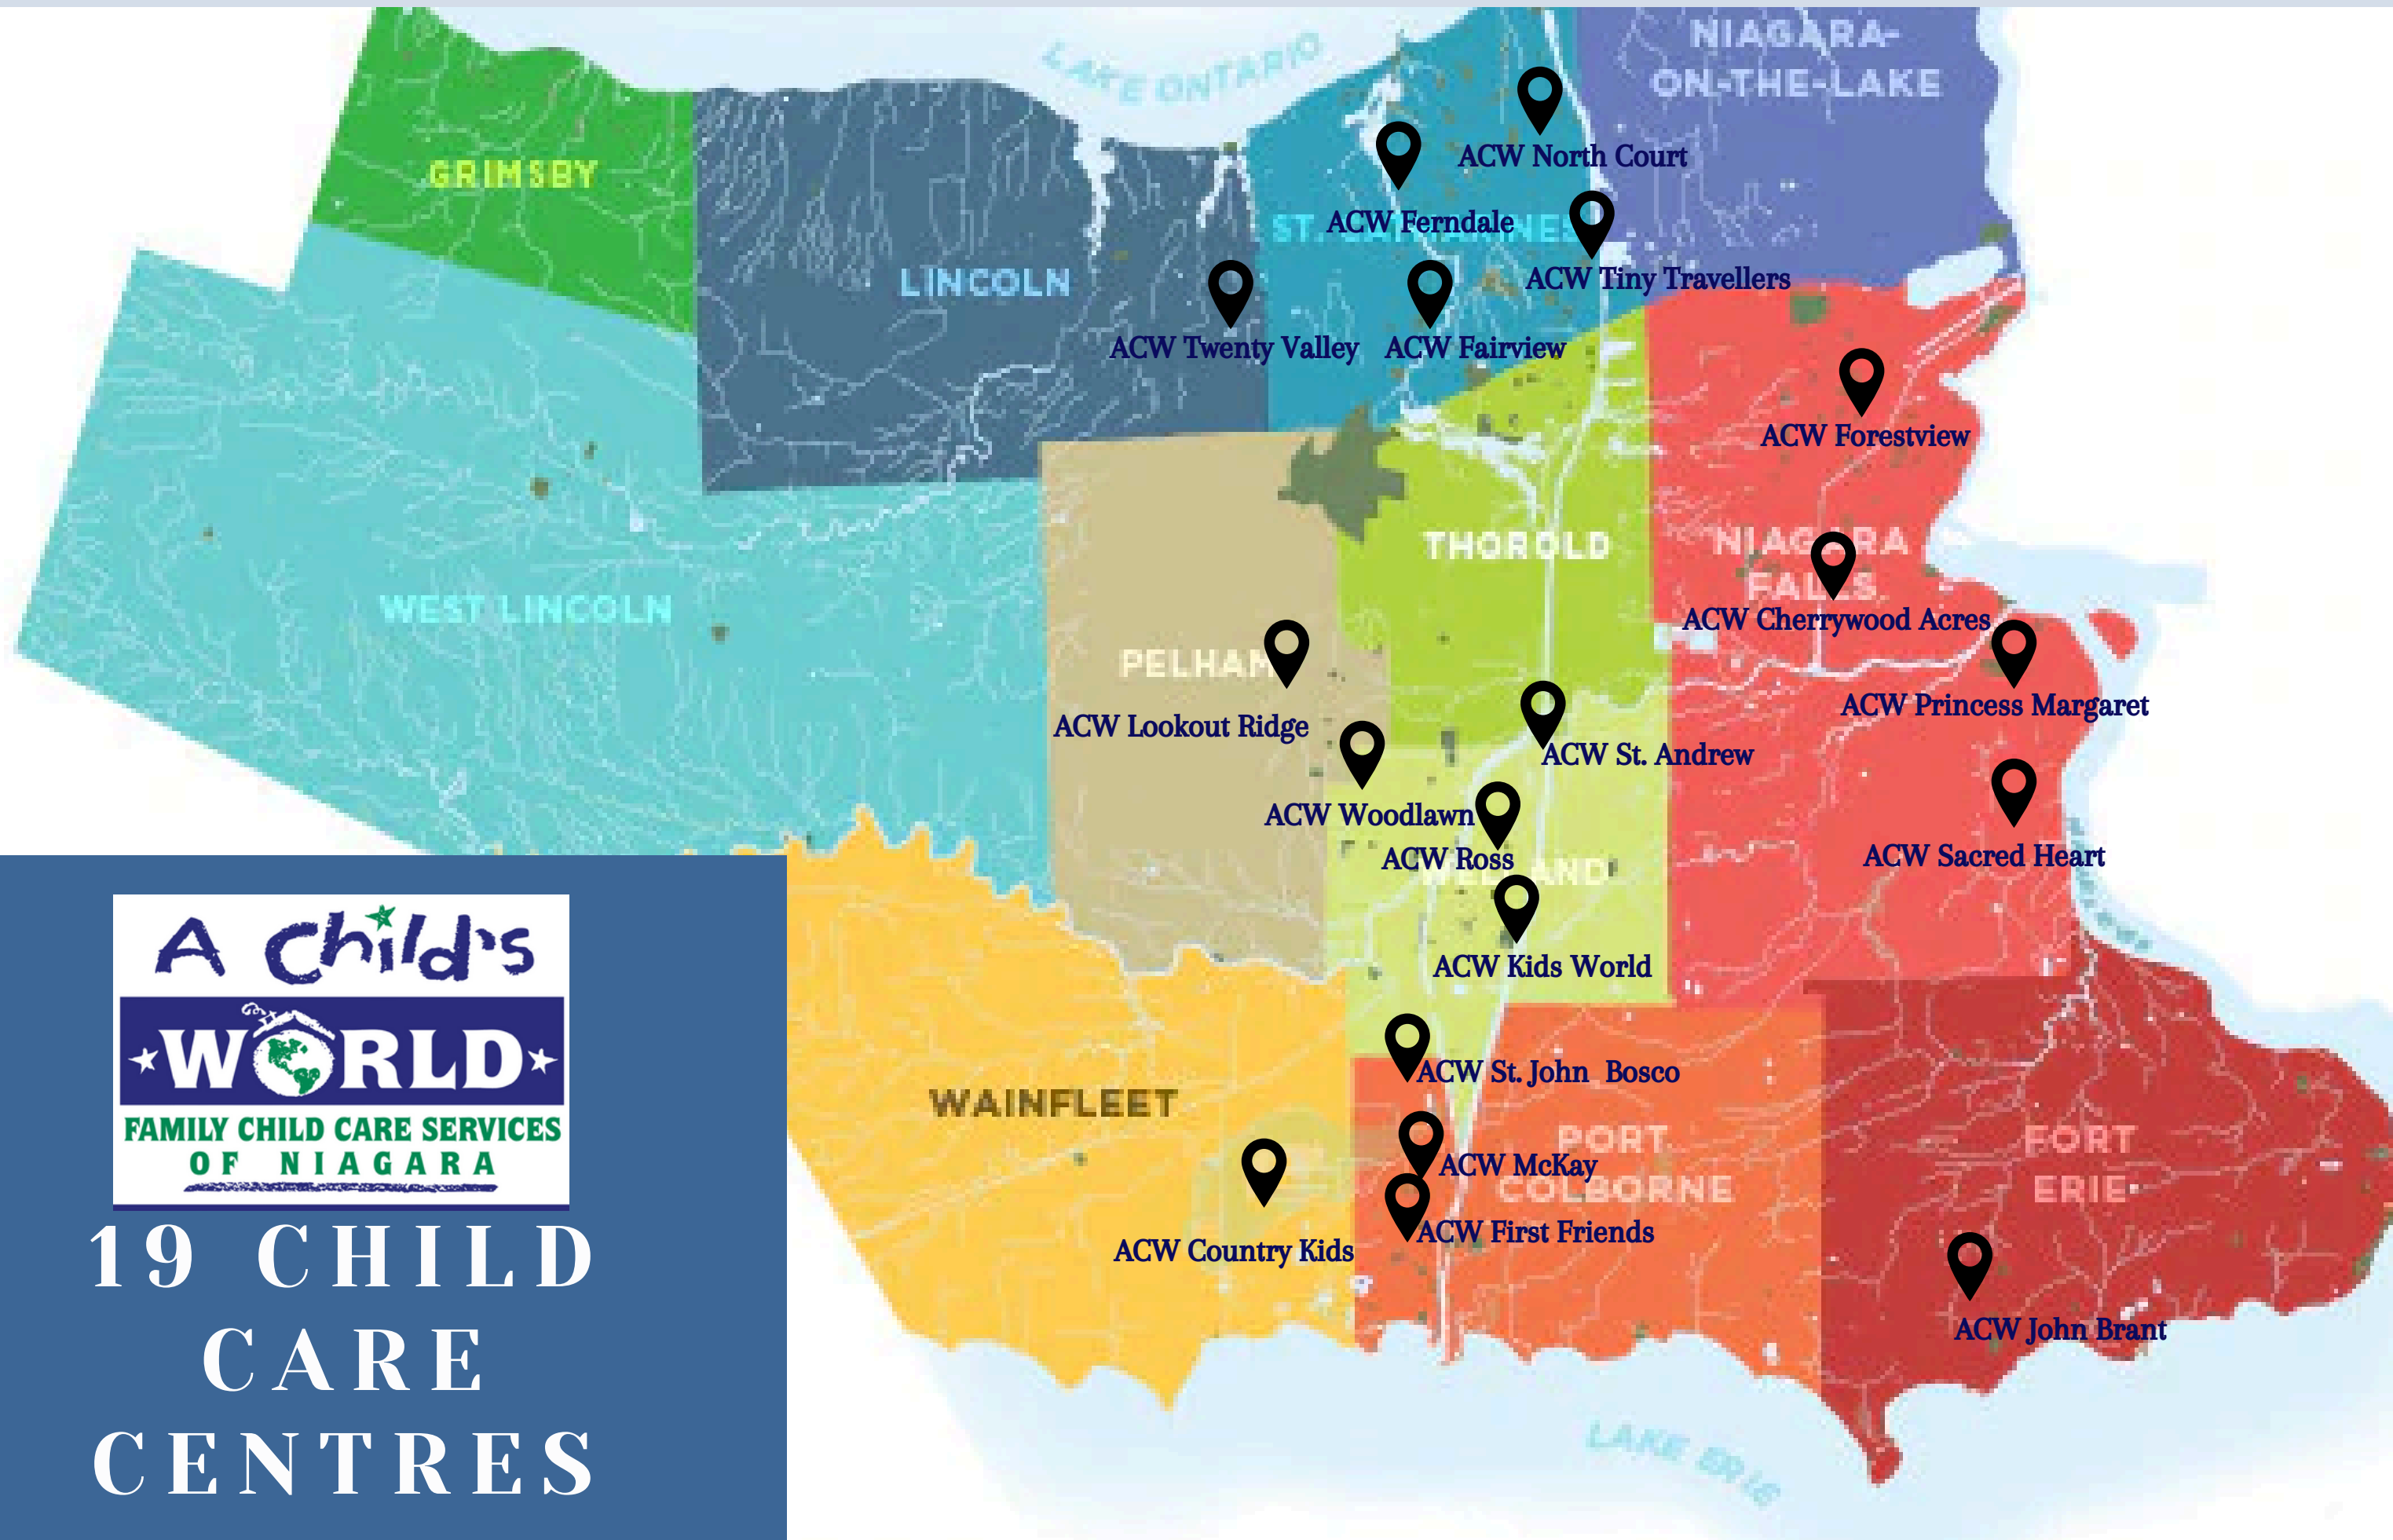 NIAGARA-
ON-THE-LAKE
LAKE ONTARIO
ACW North Court
GRIMSBY
ACW Ferndale
ST.
ACW Tiny Travellers
LINCOLN
ACW Twenty Valley
ACW Fairview
ACW Forestview
THOROLD
NIAGARA
FALLS
WEST LINCOLN
ACW Cherrywood Acres
PELHAM
ACW Princess Margaret
ACW Lookout Ridge
ACW St. Andrew
ACW Woodlawn
ACW Ross
ACW Sacred Heart
WELLAND
ACW Kids World
ACW St. John  Bosco
WAINFLEET
PORT
COLBORNE
ACW McKay
FORT
ERIE
ACW First Friends
ACW Country Kids
ACW John Brant
LAKE ERIE
A Child's
WORLD
FAMILY CHILD CARE SERVICES
OF NIAGARA
19 CHILD
CARE
CENTRES